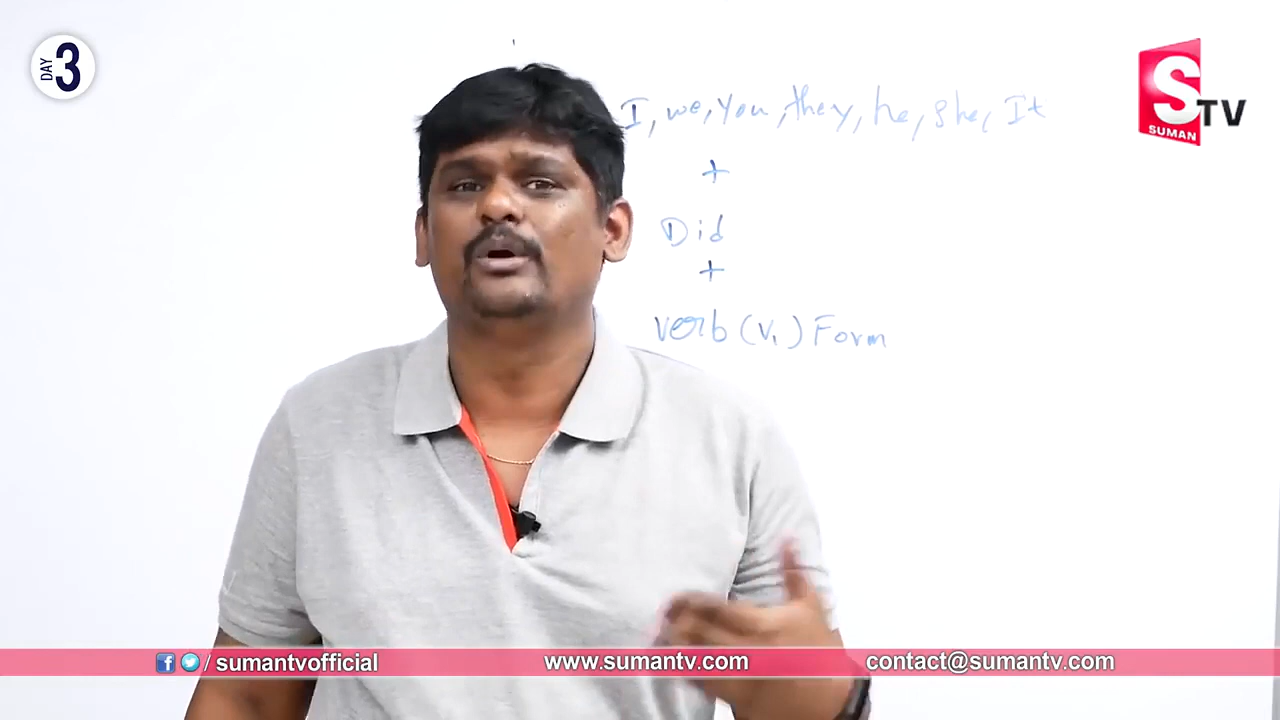 DAY 3
I, we, you, they, he, she, It
+
Did
+
verb (V1) Form
S TV
SUMAN
/ sumantvofficial
www.sumantv.com
contact@sumantv.com